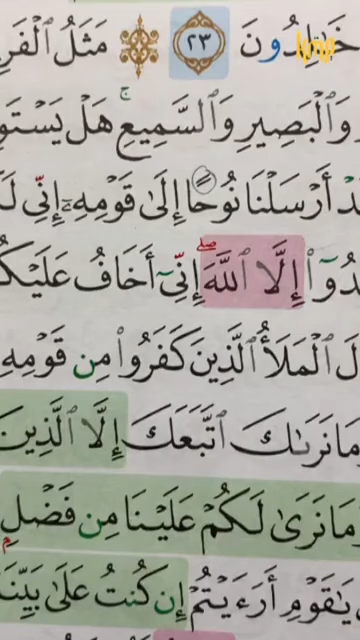 خَٰلِدُونَ ٢٣ مَثَلُ ٱلْفَرِ
وَٱلْبَصِيرِ وَٱلسَّمِيعِ ۚ هَلْ يَسْتَوِ
دْ أَرْسَلْنَا نُوحًا إِلَىٰ قَوْمِهِۦٓ إِنِّى لَ
دُوٓا۟ إِلَّا ٱللَّهَ ۖ إِنِّىٓ أَخَافُ عَلَيْكُ
لَ ٱلْمَلَأُ ٱلَّذِينَ كَفَرُوا۟ مِن قَوْمِهِ
مَا نَرَىٰكَ ٱتَّبَعَكَ إِلَّا ٱلَّذِينَ
وَمَا نَرَىٰ لَكُمْ عَلَيْنَا مِن فَضْلٍ
يَٰقَوْمِ أَرَءَيْتُمْ إِن كُنتُ عَلَىٰ بَيِّنَ